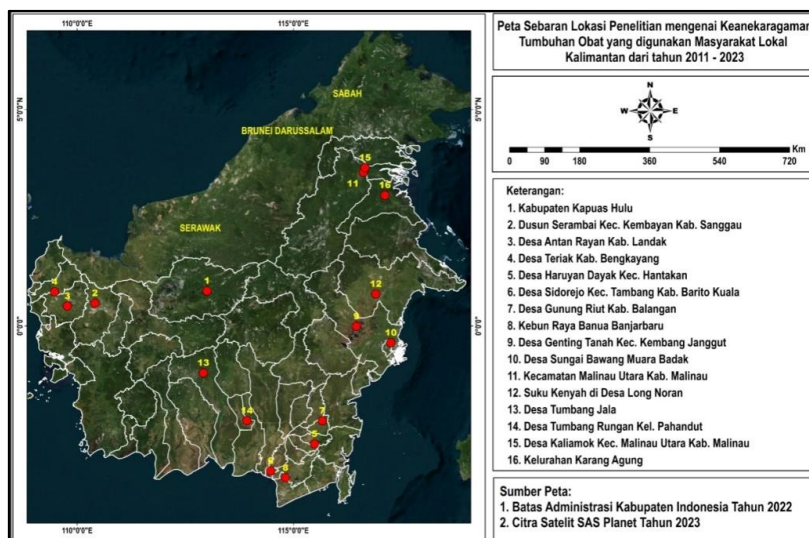 110°0'0"E
115°0'0"E
5°0'0"N
0°0'0"
SABAH
BRUNEI DARUSSALAM
SERAWAK
15
11
16
1
4
3
2
12
9
10
13
14
7
5
6
8
5°0'0"N
0°0'0"
110°0'0"E
115°0'0"E
Peta Sebaran Lokasi Penelitian mengenai Keanekaragaman
Tumbuhan Obat yang digunakan Masyarakat Lokal
Kalimantan dari tahun 2011 - 2023
N
W E
S
Km
0 90 180 360 540 720
Keterangan:
1. Kabupaten Kapuas Hulu
2. Dusun Serambai Kec. Kembayan Kab. Sanggau
3. Desa Antan Rayan Kab. Landak
4. Desa Teriak Kab. Bengkayang
5. Desa Haruyan Dayak Kec. Hantakan
6. Desa Sidorejo Kec. Tambang Kab. Barito Kuala
7. Desa Gunung Riut Kab. Balangan
8. Kebun Raya Banua Banjarbaru
9. Desa Genting Tanah Kec. Kembang Janggut
10. Desa Sungai Bawang Muara Badak
11. Kecamatan Malinau Utara Kab. Malinau
12. Suku Kenyah di Desa Long Noran
13. Desa Tumbang Jala
14. Desa Tumbang Rungan Kel. Pahandut
15. Desa Kaliamok Kec. Malinau Utara Kab. Malinau
16. Kelurahan Karang Agung
Sumber Peta:
1. Batas Administrasi Kabupaten Indonesia Tahun 2022
2. Citra Satelit SAS Planet Tahun 2023